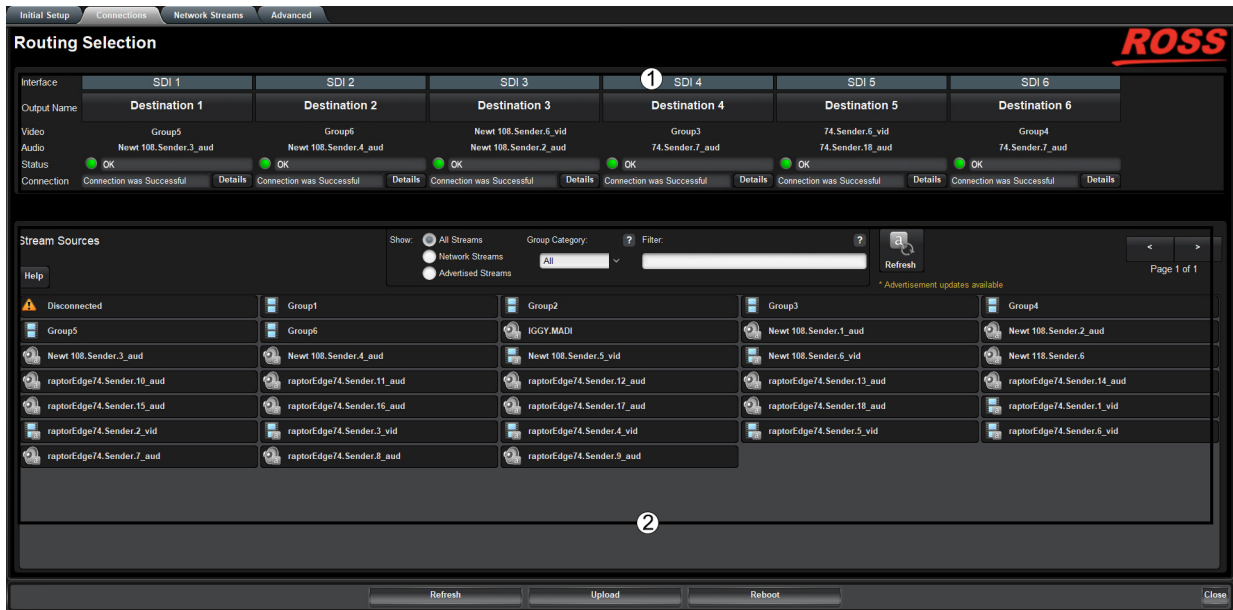 Initial Setup Connections Network Streams Advanced
Routing Selection
ROSS
Interface SDI 1 SDI 2 SDI 3 1 SDI 4 SDI 5 SDI 6
Output Name Destination 1 Destination 2 Destination 3 Destination 4 Destination 5 Destination 6
Video Group5 Group6 Newt 108.Sender.6_vid Group3 74.Sender.6_vid Group4
Audio Newt 108.Sender.3_aud Newt 108.Sender.4_aud Newt 108.Sender.2_aud 74.Sender.7_aud 74.Sender.18_aud 74.Sender.7_aud
Status OK OK OK OK OK OK
Connection Connection was Successful Details Connection was Successful Details Connection was Successful Details Connection was Successful Details Connection was Successful Details Connection was Successful Details
Stream Sources Show: All Streams Group Category: ? Filter: ? a < >
Network Streams All
Help Advertised Streams Refresh Page 1 of 1
* Advertisement updates available
Disconnected Group1 Group2 Group3 Group4
Group5 Group6 IGGY.MADI Newt 108.Sender.1_aud Newt 108.Sender.2_aud
Newt 108.Sender.3_aud Newt 108.Sender.4_aud Newt 108.Sender.5_vid Newt 108.Sender.6_vid Newt 118.Sender.6
raptorEdge74.Sender.10_aud raptorEdge74.Sender.11_aud raptorEdge74.Sender.12_aud raptorEdge74.Sender.13_aud raptorEdge74.Sender.14_aud
raptorEdge74.Sender.15_aud raptorEdge74.Sender.16_aud raptorEdge74.Sender.17_aud raptorEdge74.Sender.18_aud raptorEdge74.Sender.1_vid
raptorEdge74.Sender.2_vid raptorEdge74.Sender.3_vid raptorEdge74.Sender.4_vid raptorEdge74.Sender.5_vid raptorEdge74.Sender.6_vid
raptorEdge74.Sender.7_aud raptorEdge74.Sender.8_aud raptorEdge74.Sender.9_aud
2
Refresh Upload Reboot Close